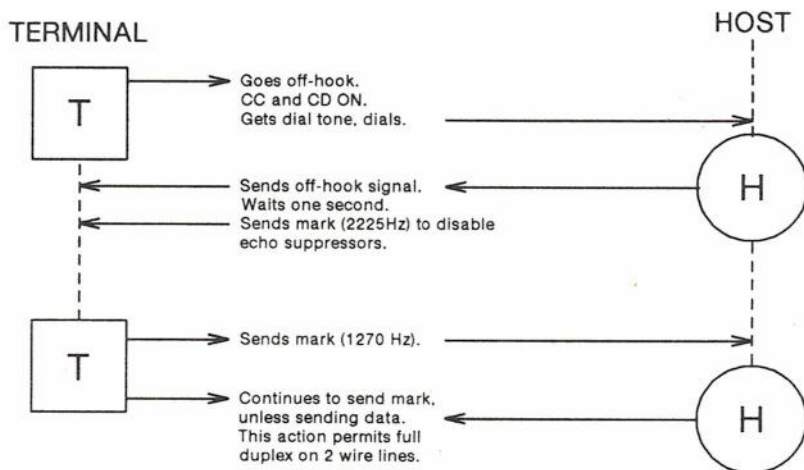 TERMINAL
HOST
T
Goes off-hook.
CC and CD ON.
Gets dial tone, dials.
H
Sends off-hook signal.
Waits one second.
Sends mark (2225Hz) to disable
echo suppressors.
T
Sends mark (1270 Hz).
Continues to send mark,
unless sending data.
This action permits full
duplex on 2 wire lines.
H